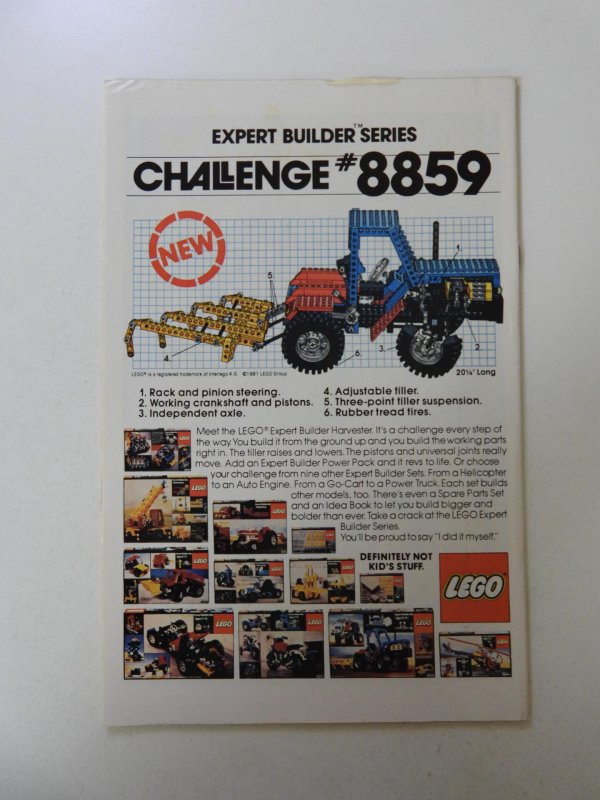 EXPERT BUILDER™ SERIES
CHALLENGE #8859
NEW
1.
5.
4.
6.
3.
2.
LEGO® is a registered trademark of Interlego A.G. ©1981 LEGO Group
20⅛" Long
1. Rack and pinion steering.
2. Working crankshaft and pistons.
3. Independent axle.
4. Adjustable tiller.
5. Three-point tiller suspension.
6. Rubber tread tires.
Meet the LEGO® Expert Builder Harvester. It's a challenge every step of
the way. You build it from the ground up and you build the working parts
right in. The tiller raises and lowers. The pistons and universal joints really
move. Add an Expert Builder Power Pack and it revs to life. Or choose
your challenge from nine other Expert Builder Sets. From a Helicopter
to an Auto Engine. From a Go-Cart to a Power Truck. Each set builds
other models, too. There's even a Spare Parts Set
and an Idea Book to let you build bigger and
bolder than ever. Take a crack at the LEGO Expert
Builder Series.
You'll be proud to say "I did it myself."
DEFINITELY NOT
KID'S STUFF.
LEGO